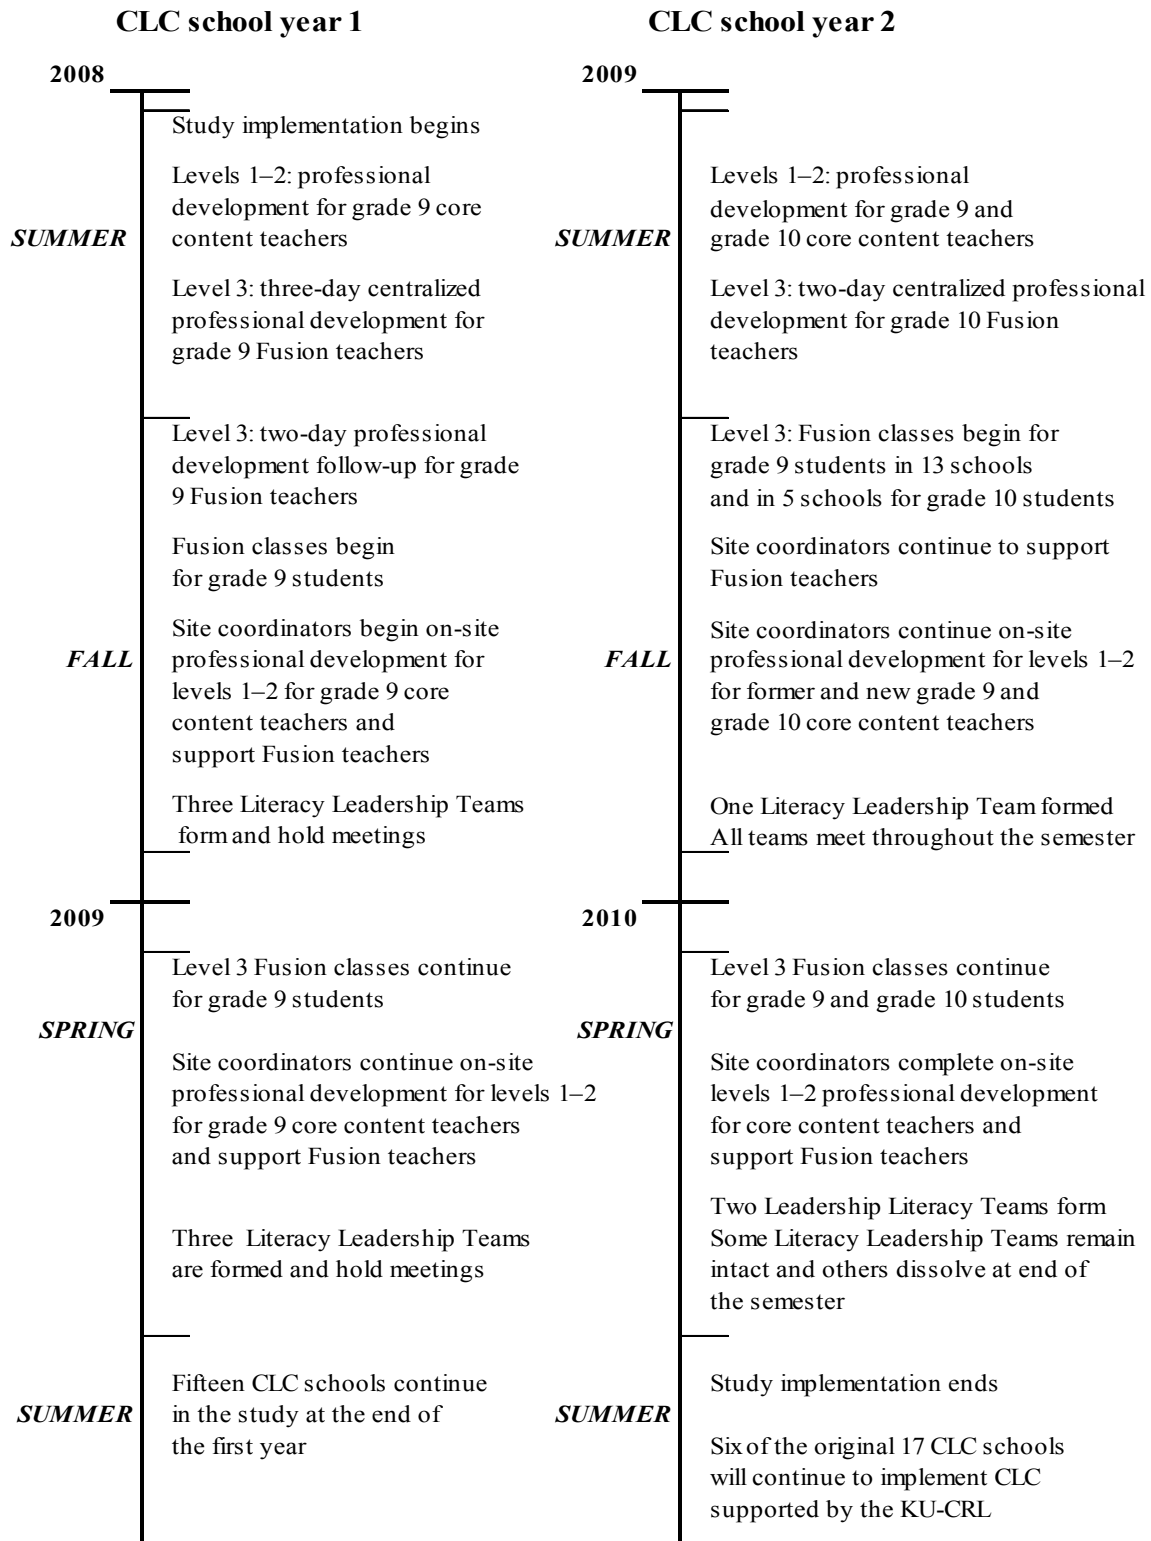 CLC school year 1
2008
Study implementation begins
Levels 1–2: professional
development for grade 9 core
content teachers
SUMMER
Level 3: three-day centralized
professional development for
grade 9 Fusion teachers
Level 3: two-day professional
development follow-up for grade
9 Fusion teachers
Fusion classes begin
for grade 9 students
Site coordinators begin on-site
professional development for
levels 1–2 for grade 9 core
content teachers and
support Fusion teachers
FALL
Three Literacy Leadership Teams
form and hold meetings
2009
Level 3 Fusion classes continue
for grade 9 students
SPRING
Site coordinators continue on-site
professional development for levels 1–2
for grade 9 core content teachers
and support Fusion teachers
Three Literacy Leadership Teams
are formed and hold meetings
Fifteen CLC schools continue
in the study at the end of
the first year
SUMMER
CLC school year 2
2009
Levels 1–2: professional
development for grade 9 and
grade 10 core content teachers
SUMMER
Level 3: two-day centralized professional
development for grade 10 Fusion
teachers
Level 3: Fusion classes begin for
grade 9 students in 13 schools
and in 5 schools for grade 10 students
Site coordinators continue to support
Fusion teachers
Site coordinators continue on-site
professional development for levels 1–2
for former and new grade 9 and
grade 10 core content teachers
FALL
One Literacy Leadership Team formed
All teams meet throughout the semester
2010
Level 3 Fusion classes continue
for grade 9 and grade 10 students
SPRING
Site coordinators complete on-site
levels 1–2 professional development
for core content teachers and
support Fusion teachers
Two Leadership Literacy Teams form
Some Literacy Leadership Teams remain
intact and others dissolve at end of
the semester
Study implementation ends
SUMMER
Six of the original 17 CLC schools
will continue to implement CLC
supported by the KU-CRL